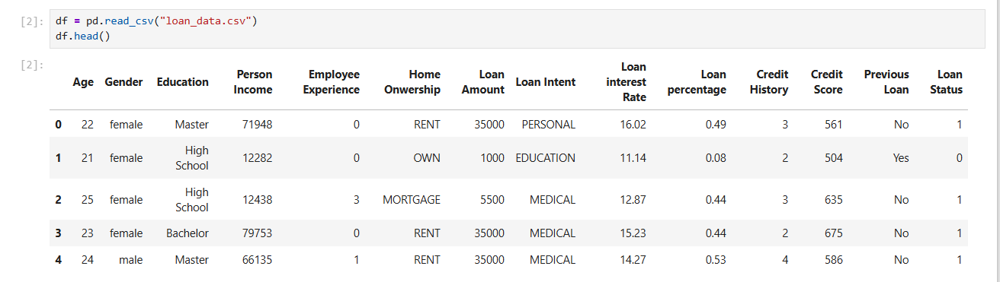 [2]: df = pd.read_csv("loan_data.csv")
df.head()
[2]:
Age Gender Education Person Income Employee Experience Home Onwership Loan Amount Loan Intent Loan interest Rate Loan percentage Credit History Credit Score Previous Loan Loan Status
0 22 female Master 71948 0 RENT 35000 PERSONAL 16.02 0.49 3 561 No 1
1 21 female High School 12282 0 OWN 1000 EDUCATION 11.14 0.08 2 504 Yes 0
2 25 female High School 12438 3 MORTGAGE 5500 MEDICAL 12.87 0.44 3 635 No 1
3 23 female Bachelor 79753 0 RENT 35000 MEDICAL 15.23 0.44 2 675 No 1
4 24 male Master 66135 1 RENT 35000 MEDICAL 14.27 0.53 4 586 No 1